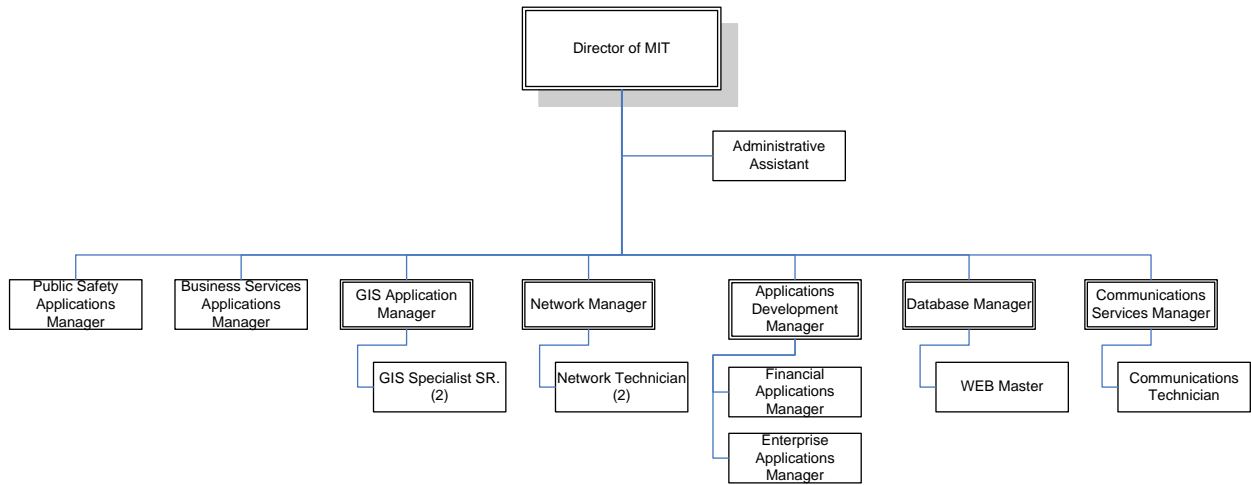 Director of MIT
Administrative
Assistant
Public Safety
Applications
Manager
Business Services
Applications
Manager
GIS Application
Manager
Network Manager
Applications
Development
Manager
Database Manager
Communications
Services Manager
GIS Specialist SR.
(2)
Network Technician
(2)
Financial
Applications
Manager
WEB Master
Communications
Technician
Enterprise
Applications
Manager